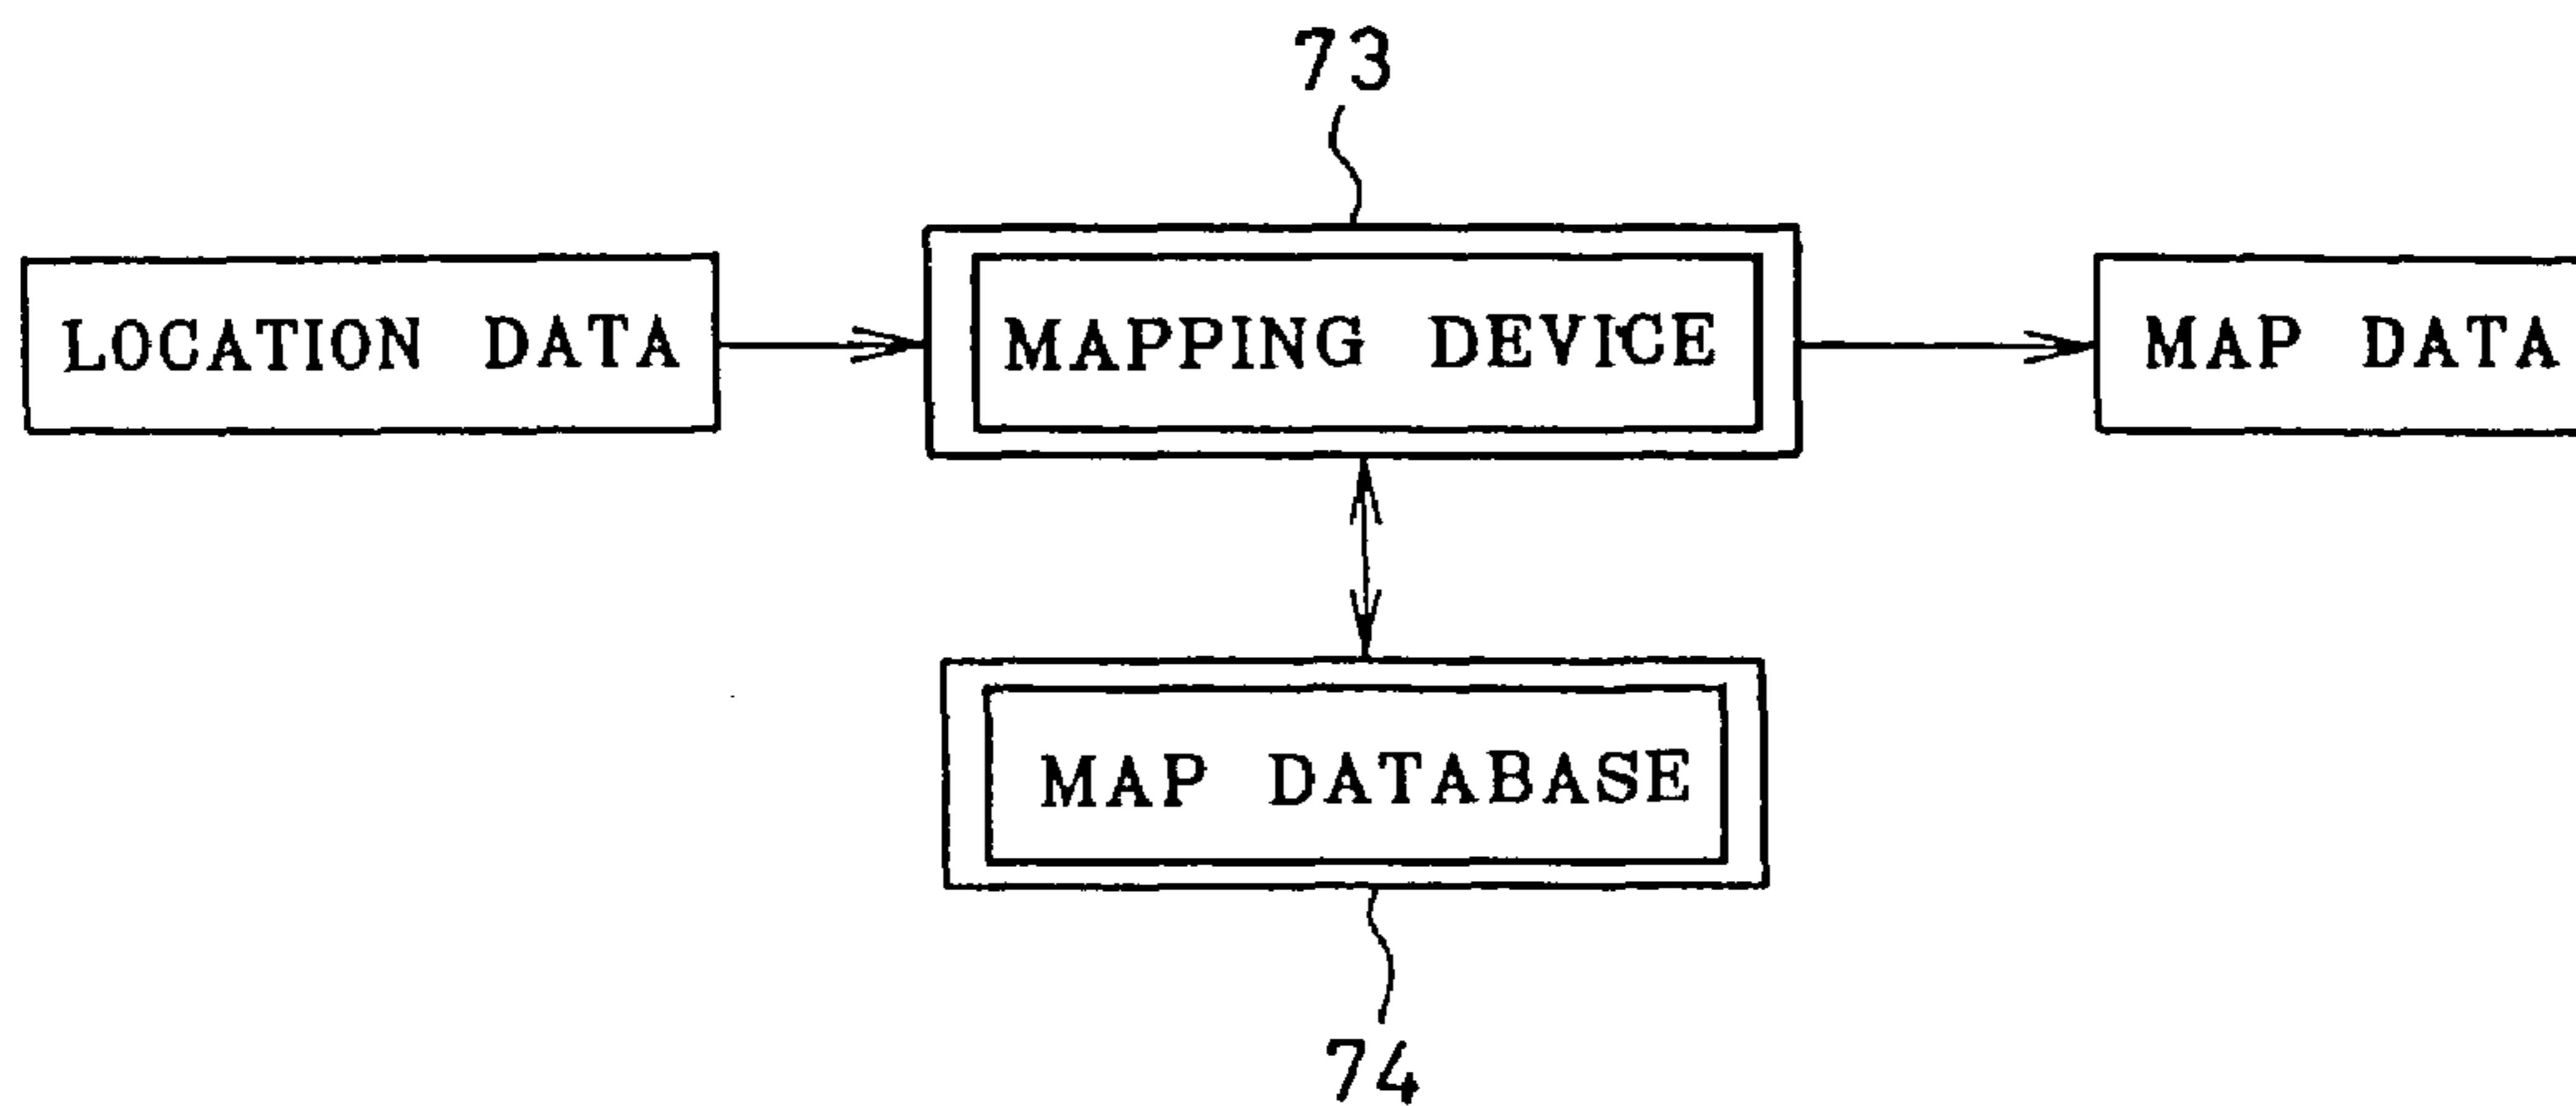 73
LOCATION DATA
MAPPING DEVICE
MAP DATA
MAP DATABASE
74